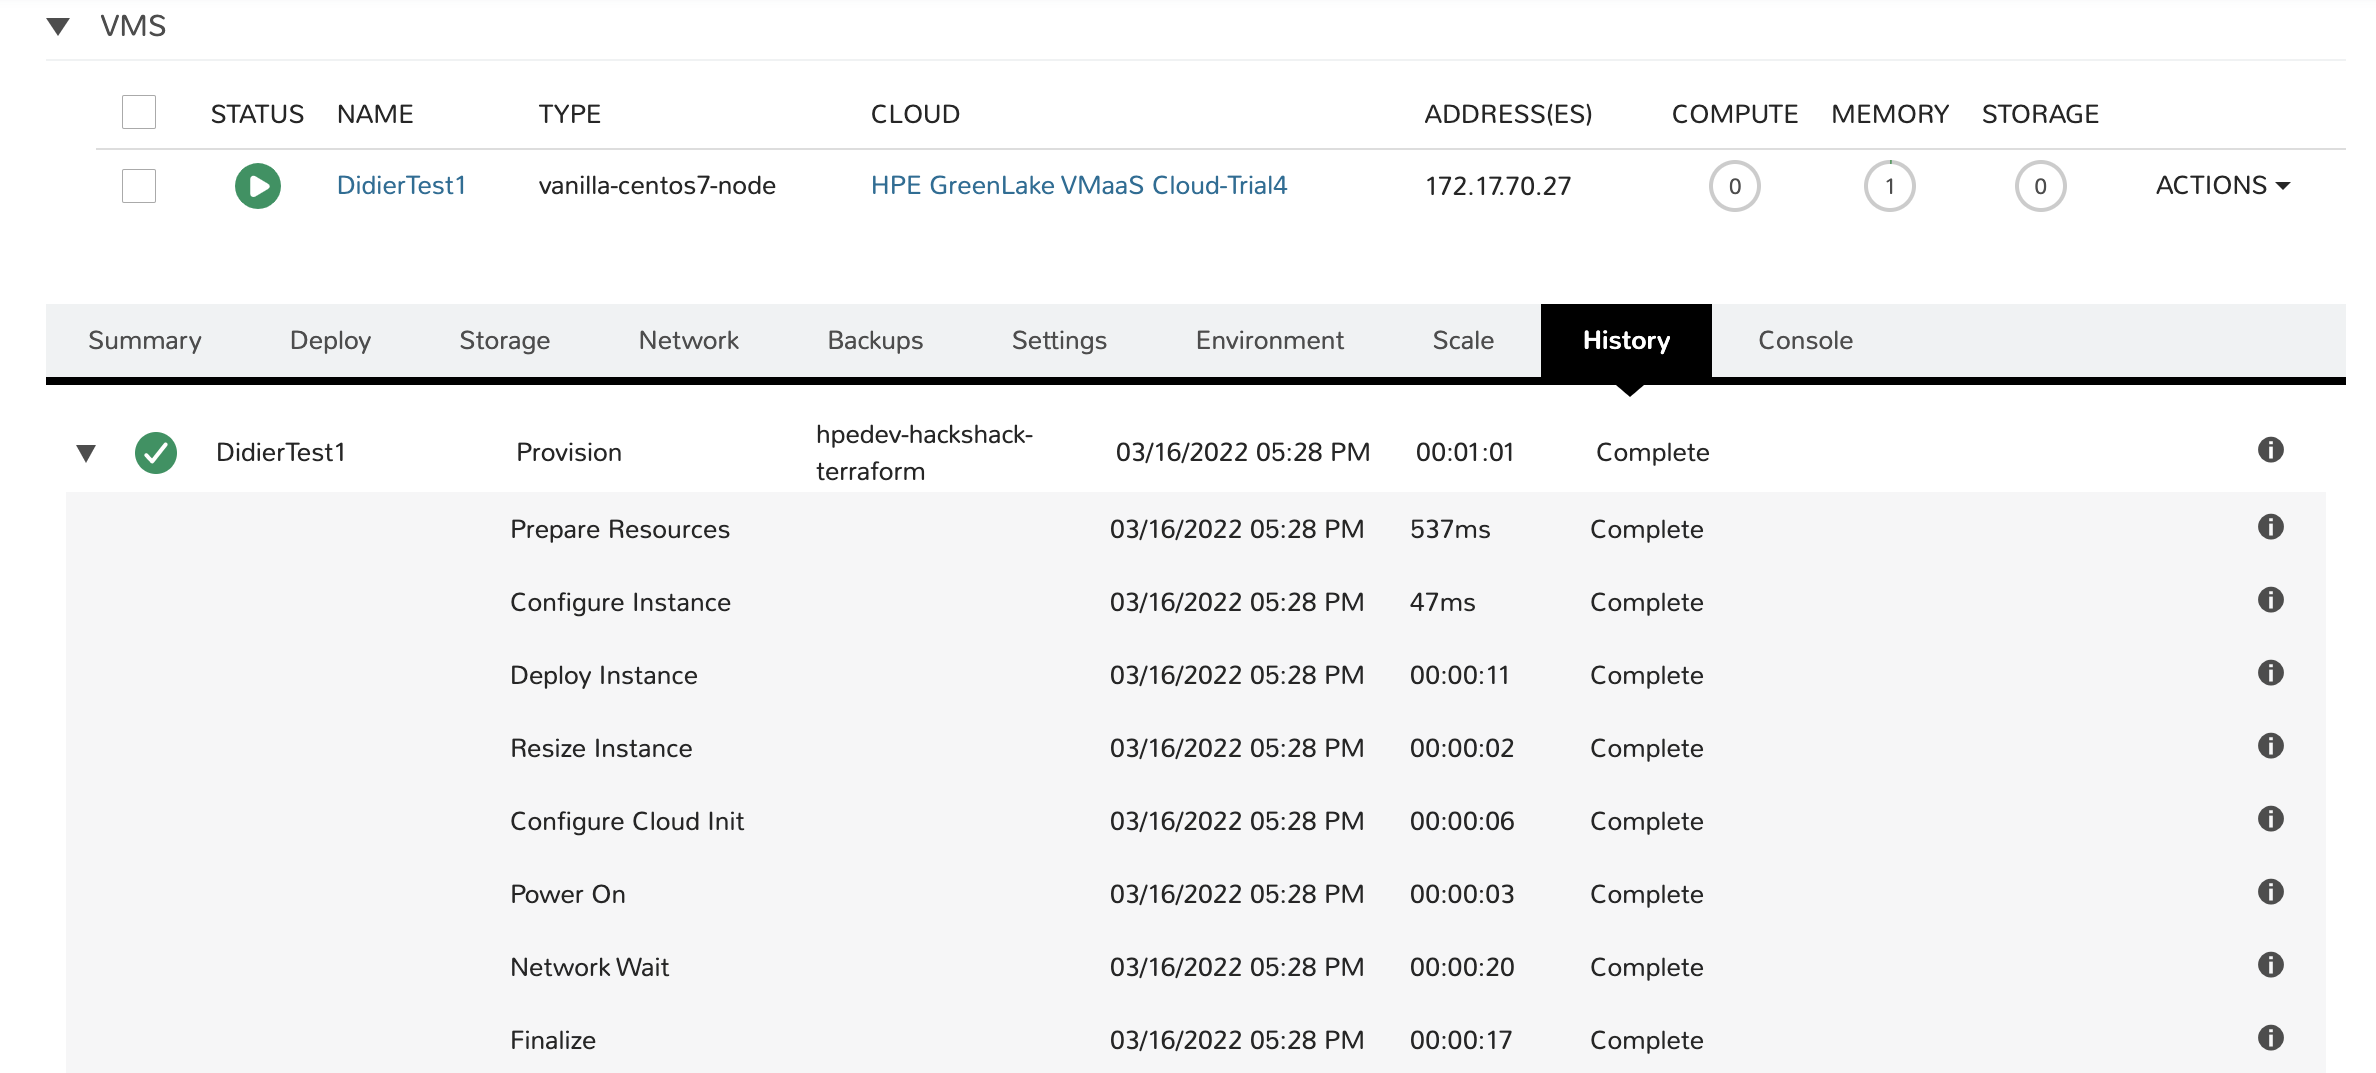 VMS
STATUS NAME TYPE CLOUD ADDRESS(ES) COMPUTE MEMORY STORAGE
DidierTest1 vanilla-centos7-node HPE GreenLake VMaaS Cloud-Trial4 172.17.70.27 0 1 0 ACTIONS
Summary Deploy Storage Network Backups Settings Environment Scale History Console
DidierTest1 Provision hpedev-hackshack-terraform 03/16/2022 05:28 PM 00:01:01 Complete
Prepare Resources 03/16/2022 05:28 PM 537ms Complete
Configure Instance 03/16/2022 05:28 PM 47ms Complete
Deploy Instance 03/16/2022 05:28 PM 00:00:11 Complete
Resize Instance 03/16/2022 05:28 PM 00:00:02 Complete
Configure Cloud Init 03/16/2022 05:28 PM 00:00:06 Complete
Power On 03/16/2022 05:28 PM 00:00:03 Complete
Network Wait 03/16/2022 05:28 PM 00:00:20 Complete
Finalize 03/16/2022 05:28 PM 00:00:17 Complete